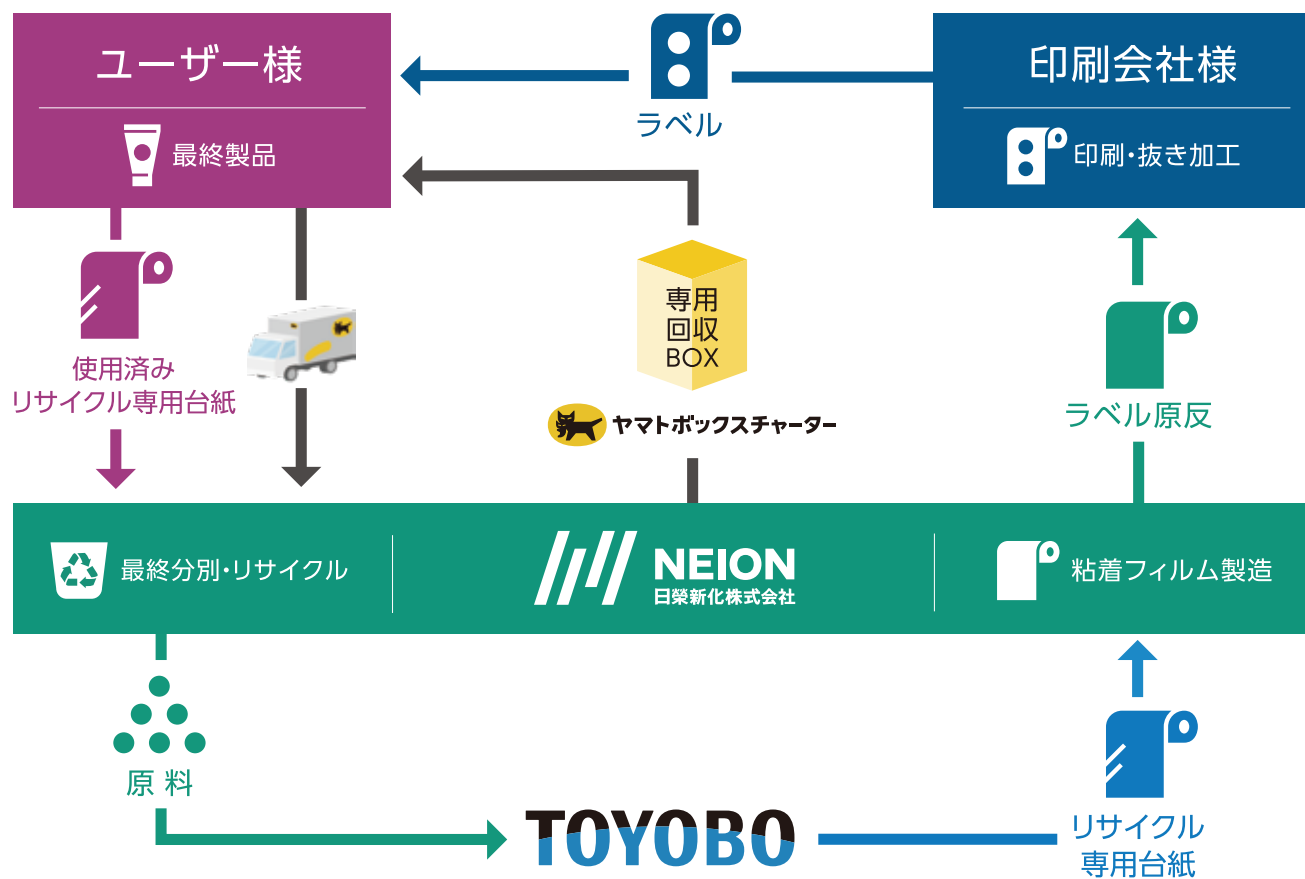 ユーザー様
最終製品
ラベル
印刷会社様
印刷・抜き加工
使用済み
リサイクル専用台紙
専用
回収
BOX
ヤマトボックスチャーター
ラベル原反
最終分別・リサイクル
NEION
日榮新化株式会社
粘着フィルム製造
原料
TOYOBO
リサイクル
専用台紙